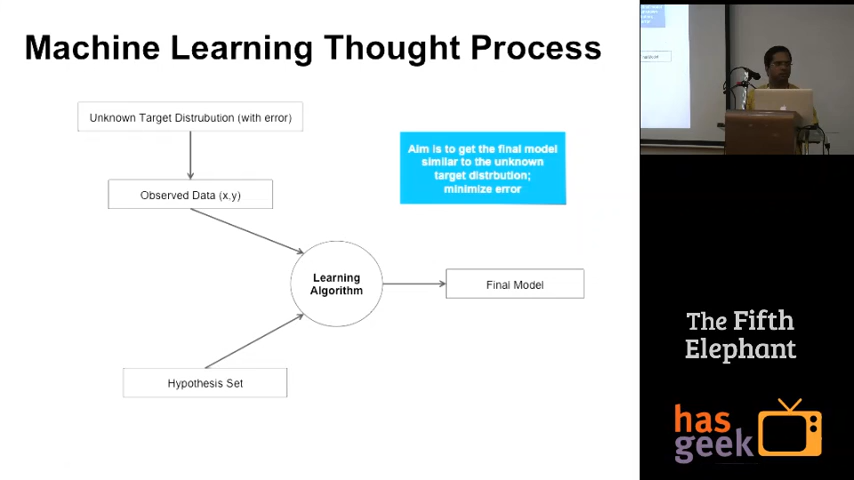 Machine Learning Thought Process
Unknown Target Distrubution (with error)
Aim is to get the final model
similar to the unknown
target distrbution;
minimize error
Observed Data (x,y)
Learning
Algorithm
Final Model
Hypothesis Set
The Fifth
Elephant
has
geek